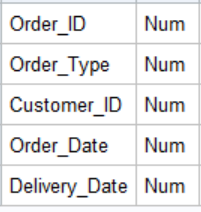 Order_ID Num
Order_Type Num
Customer_ID Num
Order_Date Num
Delivery_Date Num